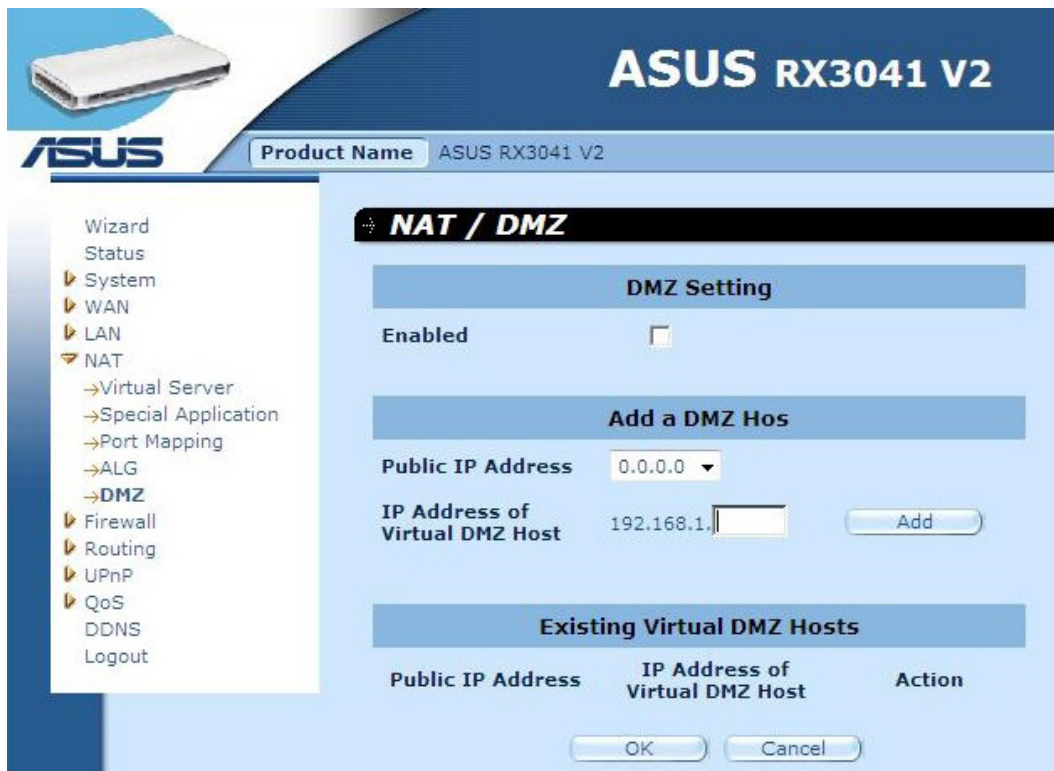 ASUS RX3041 V2
ASUS
Product Name ASUS RX3041 V2
Wizard
Status
System
WAN
LAN
NAT
→Virtual Server
→Special Application
→Port Mapping
→ALG
→DMZ
Firewall
Routing
UPnP
QoS
DDNS
Logout
NAT / DMZ
DMZ Setting
Enabled
Add a DMZ Hos
Public IP Address 0.0.0.0
IP Address of
Virtual DMZ Host 192.168.1. Add
Existing Virtual DMZ Hosts
Public IP Address IP Address of Virtual DMZ Host Action
OK Cancel